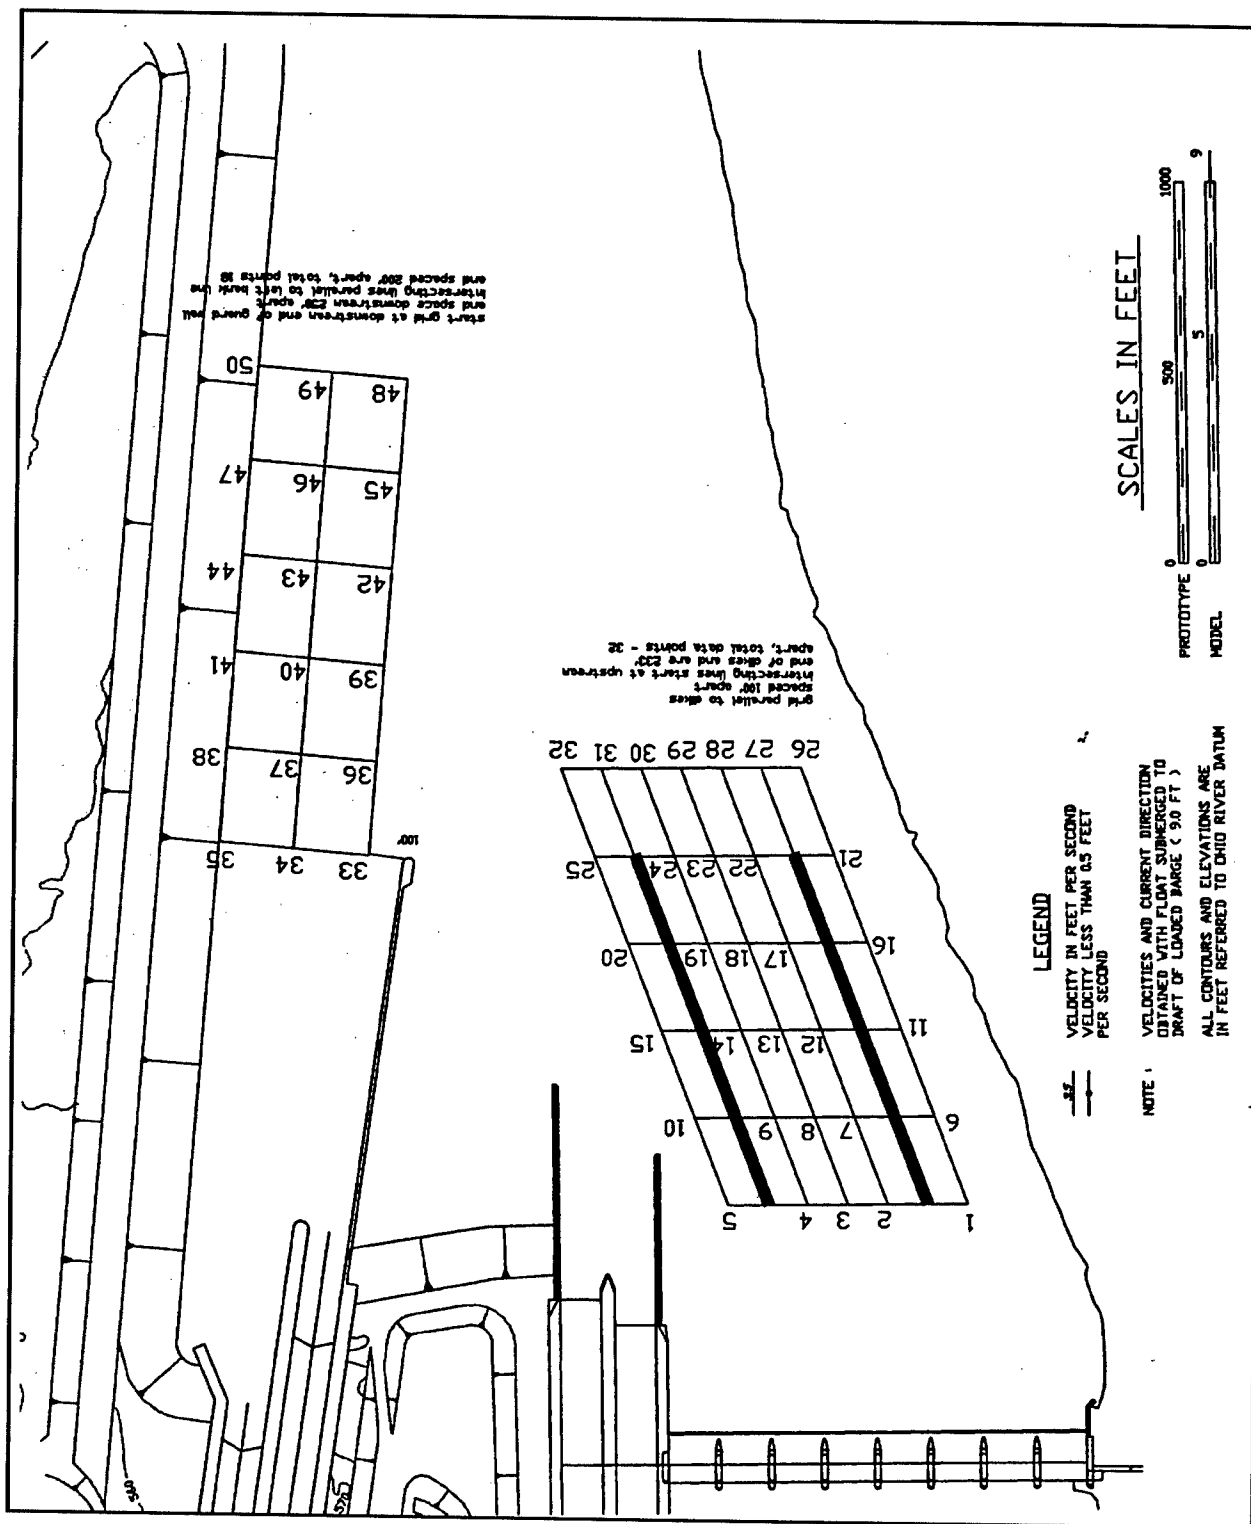 start grid at downstream end of guard wall
and space downstream 230' apart
intersecting lines parallel to left bank line
and spaced 200' apart, total points 18
50
49
48
47
46
45
44
43
42
41
40
39
38
37
36
35
34
33
100'
grid parallel to dikes
spaced 100' apart
intersecting lines start at upstream
end of dikes and are 233'
apart, total data points - 32
32 31 30 29 28 27 26
25 24 23 22 21
20 19 18 17 16
15 14 13 12 11
10 9 8 7 6
5 4 3 2 1
560
570
LEGEND
VELOCITY IN FEET PER SECOND
VELOCITY LESS THAN 0.5 FEET
PER SECOND
NOTE : VELOCITIES AND CURRENT DIRECTION
OBTAINED WITH FLOAT SUBMERGED TO
DRAFT OF LOADED BARGE ( 9.0 FT )
ALL CONTOURS AND ELEVATIONS ARE
IN FEET REFERRED TO OHIO RIVER DATUM
SCALES IN FEET
PROTOTYPE 0 500 1000
MODEL 0 5 9